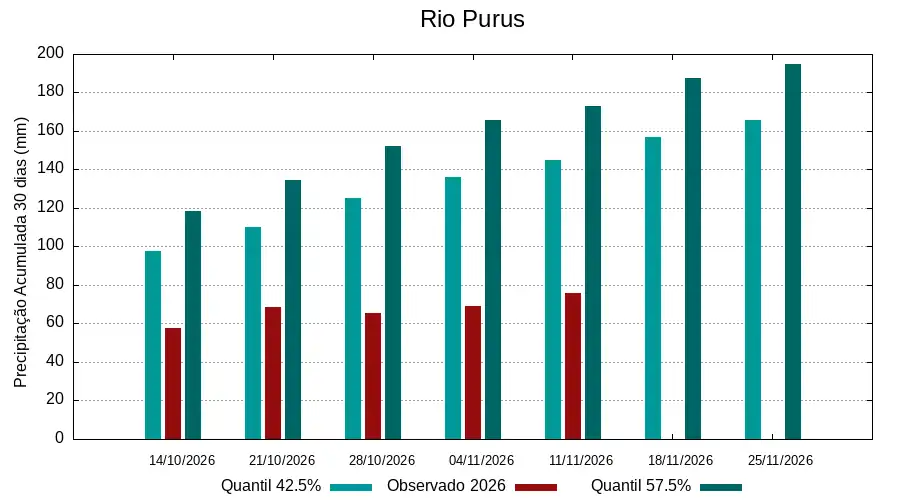 Rio Purus
Precipitação Acumulada 30 dias (mm)
200
180
160
140
120
100
80
60
40
20
0
14/10/2026 21/10/2026 28/10/2026 04/11/2026 11/11/2026 18/11/2026 25/11/2026
Quantil 42.5% Observado 2026 Quantil 57.5%